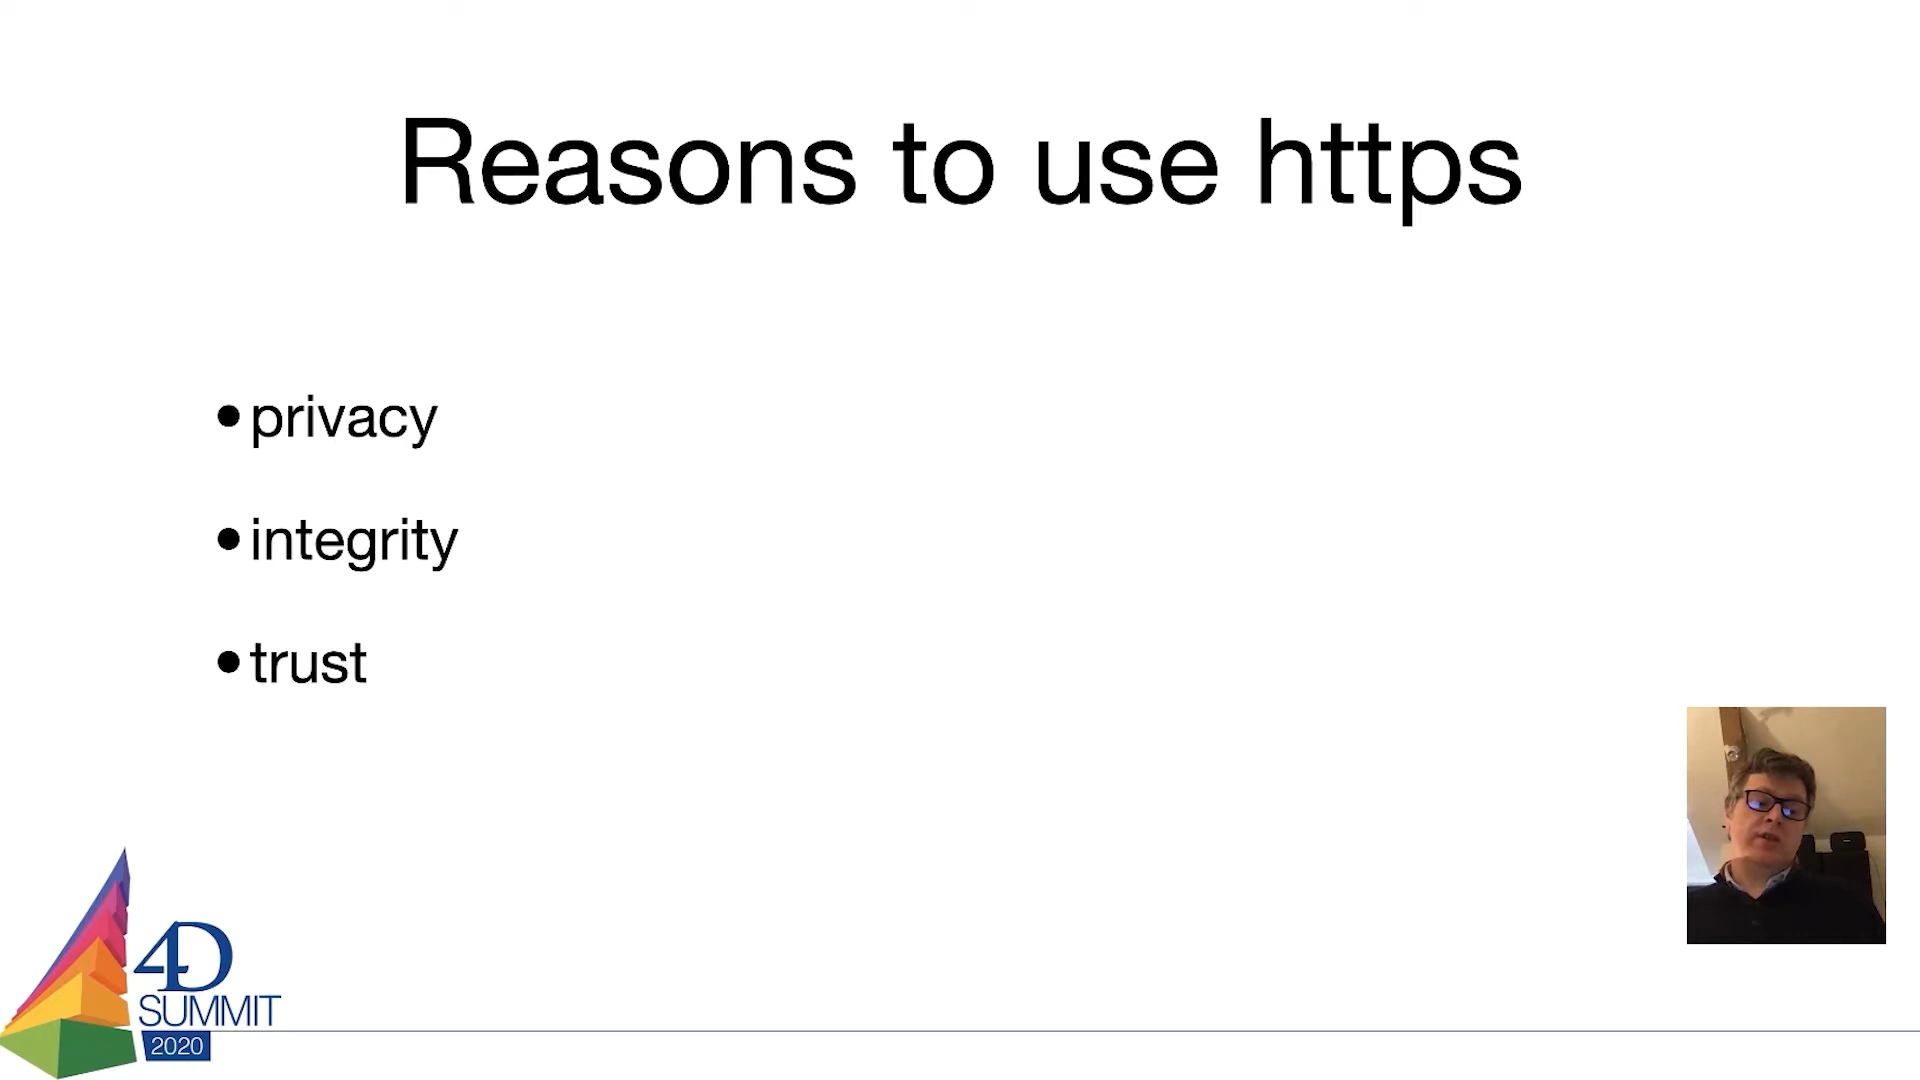 Reasons to use https
•privacy
•integrity
•trust
4D
SUMMIT
2020